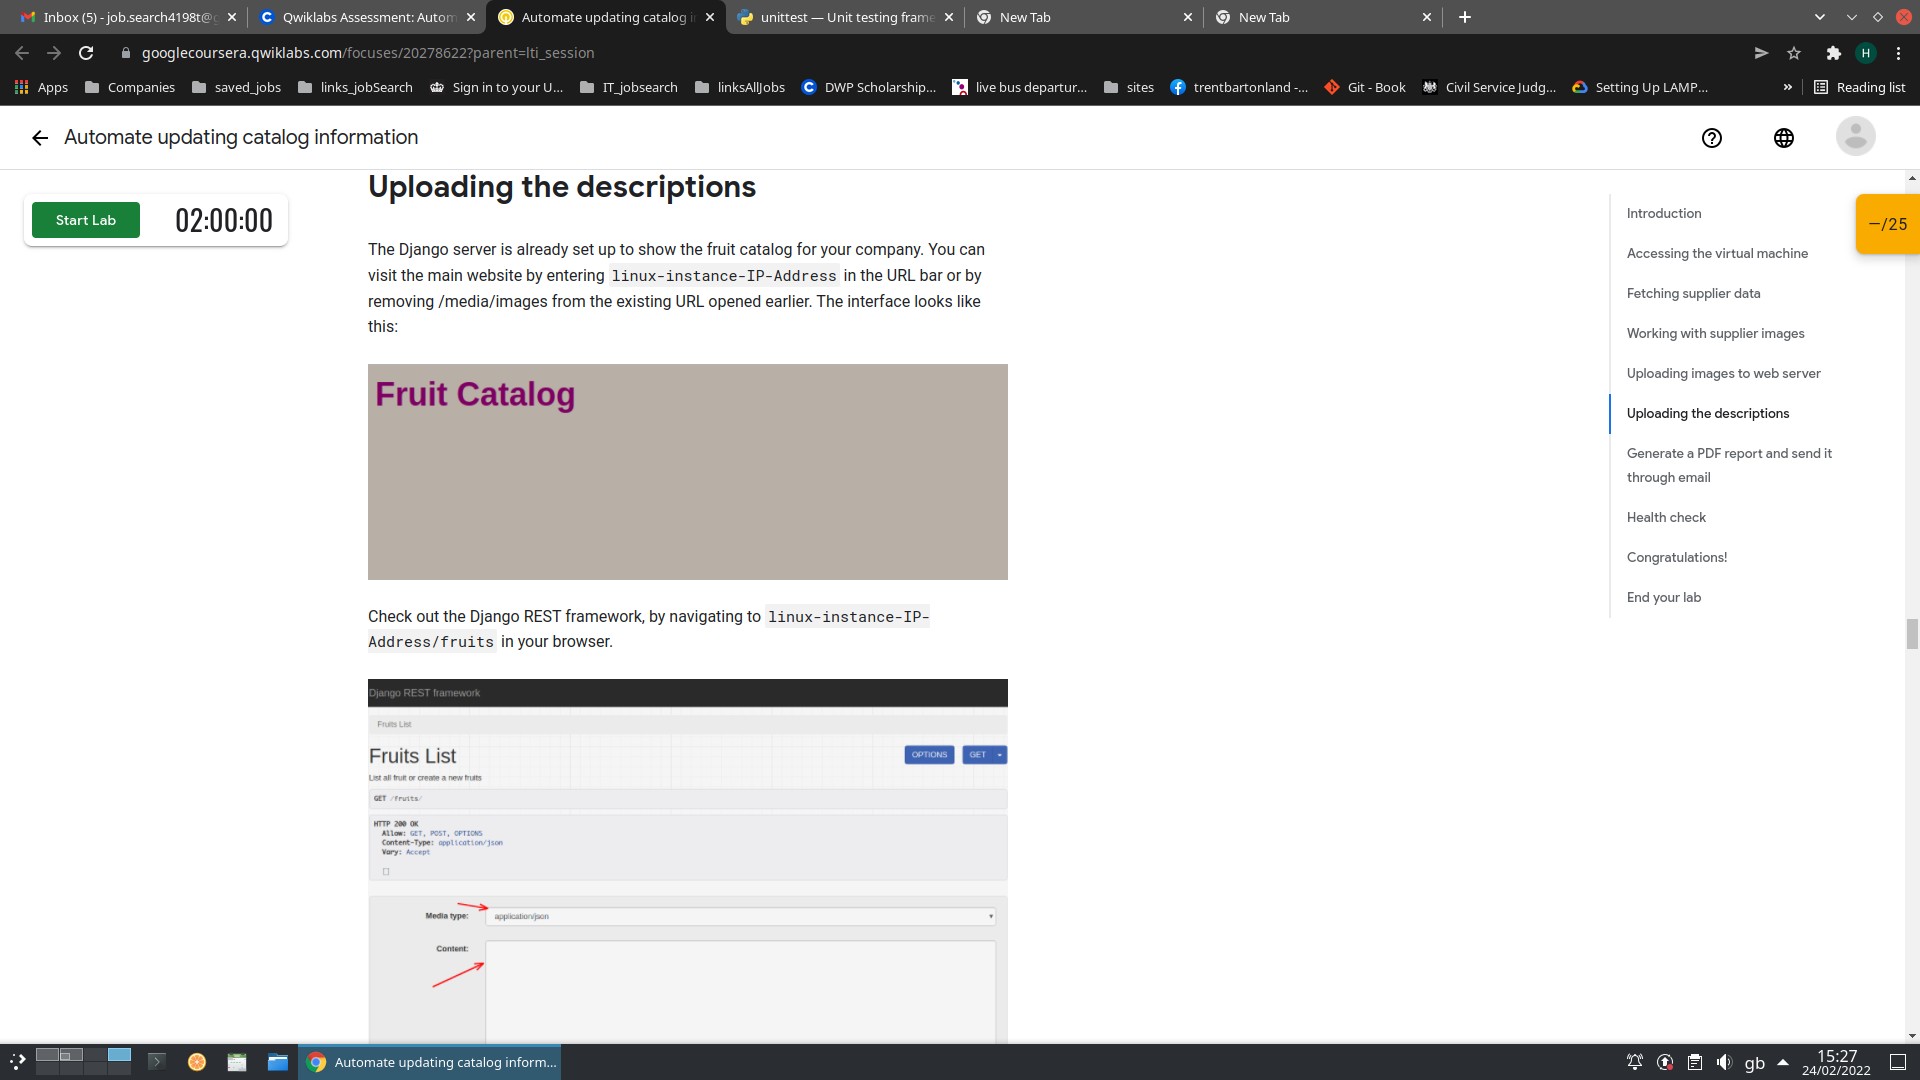 Inbox (5) - job.search4198t@g
Qwiklabs Assessment: Autom
Automate updating catalog i
unittest — Unit testing frame
New Tab
New Tab
googlecoursera.qwiklabs.com/focuses/20278622?parent=lti_session
H
Apps
Companies
saved_jobs
links_jobSearch
Sign in to your U...
IT_jobsearch
linksAllJobs
DWP Scholarship...
live bus departur...
sites
trentbartonland -...
Git - Book
Civil Service Judg...
Setting Up LAMP...
»
Reading list
Automate updating catalog information
Start Lab
02:00:00
Uploading the descriptions
The Django server is already set up to show the fruit catalog for your company. You can
visit the main website by entering linux-instance-IP-Address in the URL bar or by
removing /media/images from the existing URL opened earlier. The interface looks like
this:
Fruit Catalog
Check out the Django REST framework, by navigating to linux-instance-IP-
Address/fruits in your browser.
Django REST framework
Fruits List
Fruits List
OPTIONS
GET
List all fruit or create a new fruits
GET /fruits/
HTTP 200 OK
Allow: GET, POST, OPTIONS
Content-Type: application/json
Vary: Accept
[]
Media type:
application/json
Content:
Introduction
Accessing the virtual machine
Fetching supplier data
Working with supplier images
Uploading images to web server
Uploading the descriptions
Generate a PDF report and send it
through email
Health check
Congratulations!
End your lab
—/25
Automate updating catalog inform...
gb
15:27
24/02/2022